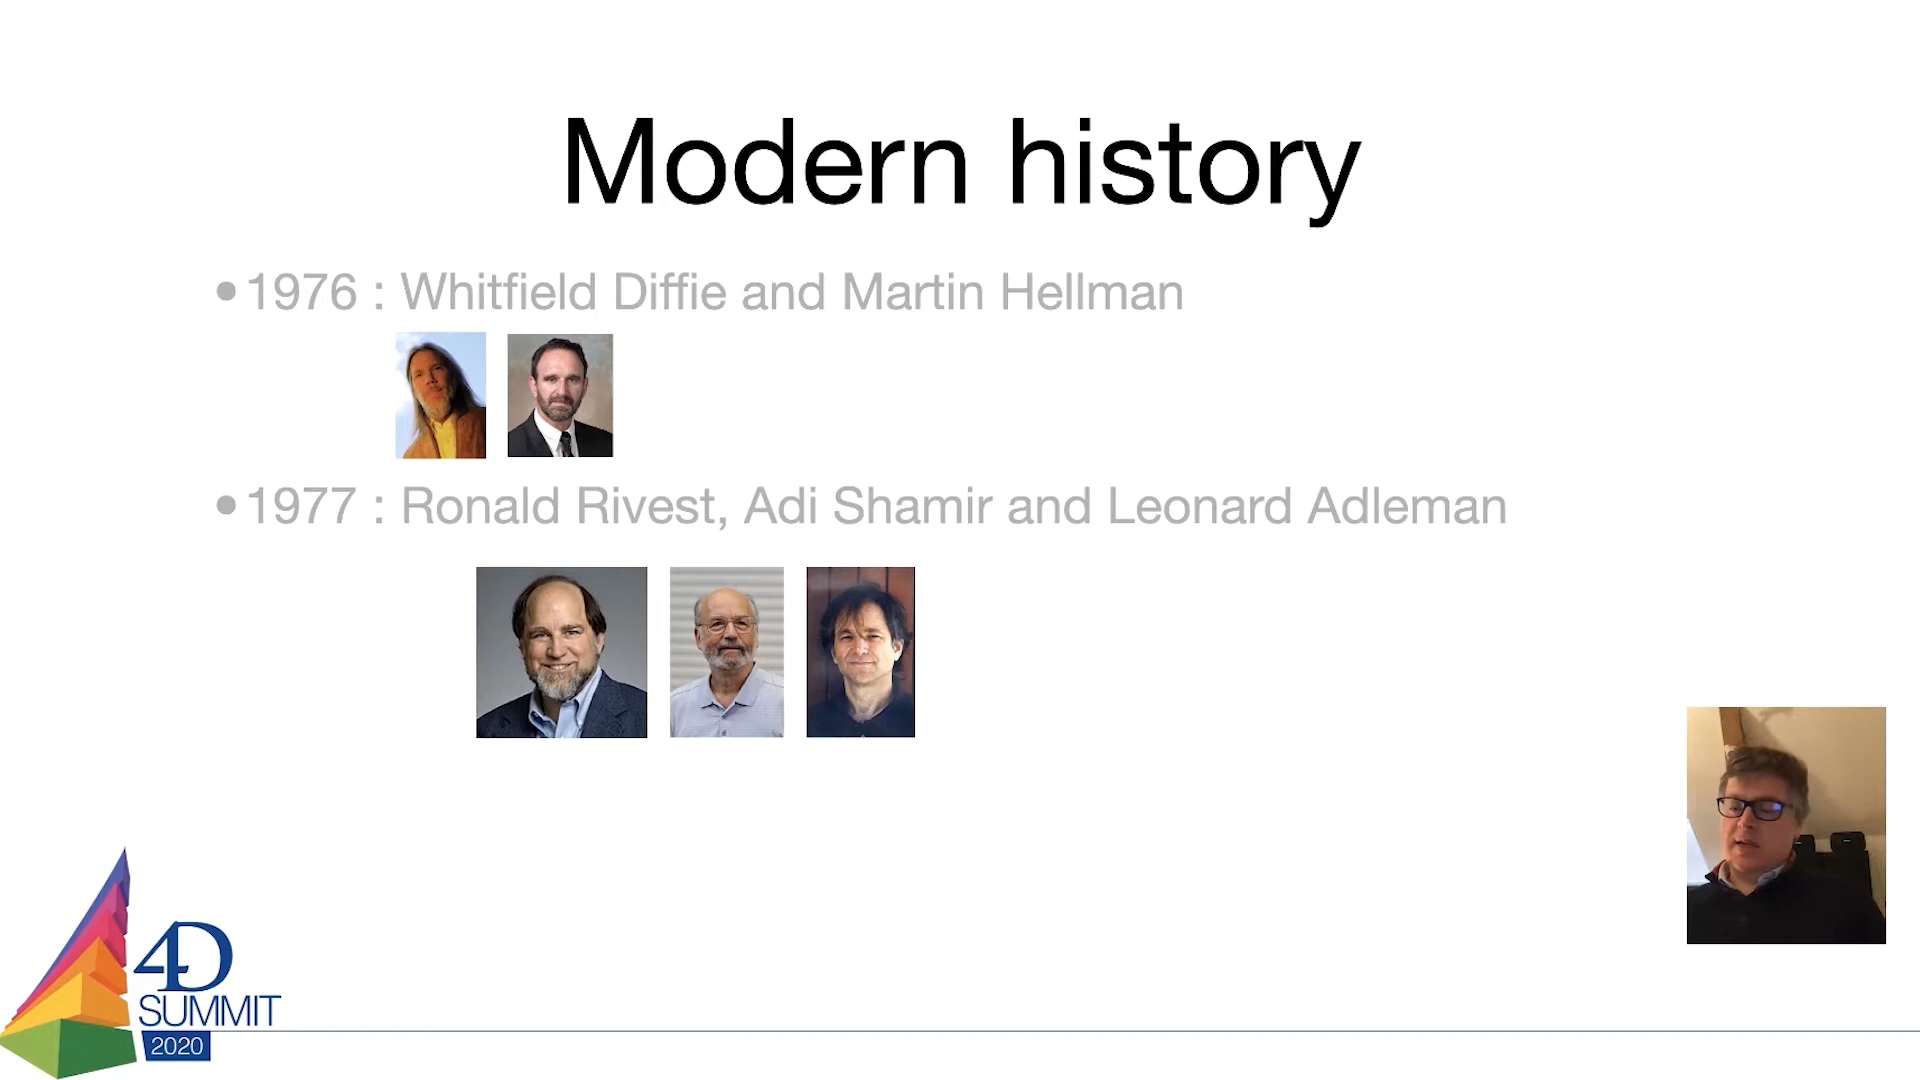 Modern history
•1976 : Whitfield Diffie and Martin Hellman
•1977 : Ronald Rivest, Adi Shamir and Leonard Adleman
4D
SUMMIT
2020